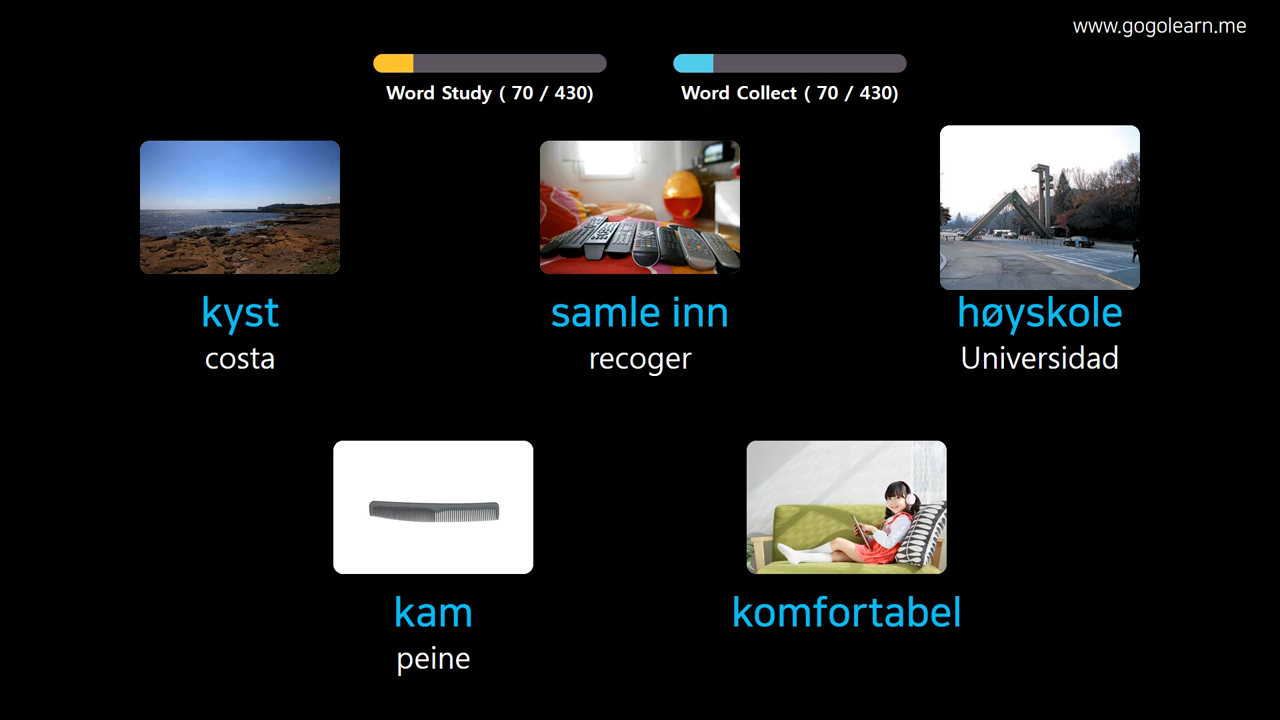 www.gogolearn.me
Word Study ( 70 / 430)
Word Collect ( 70 / 430)
kyst
costa
samle inn
recoger
høyskole
Universidad
kam
peine
komfortabel